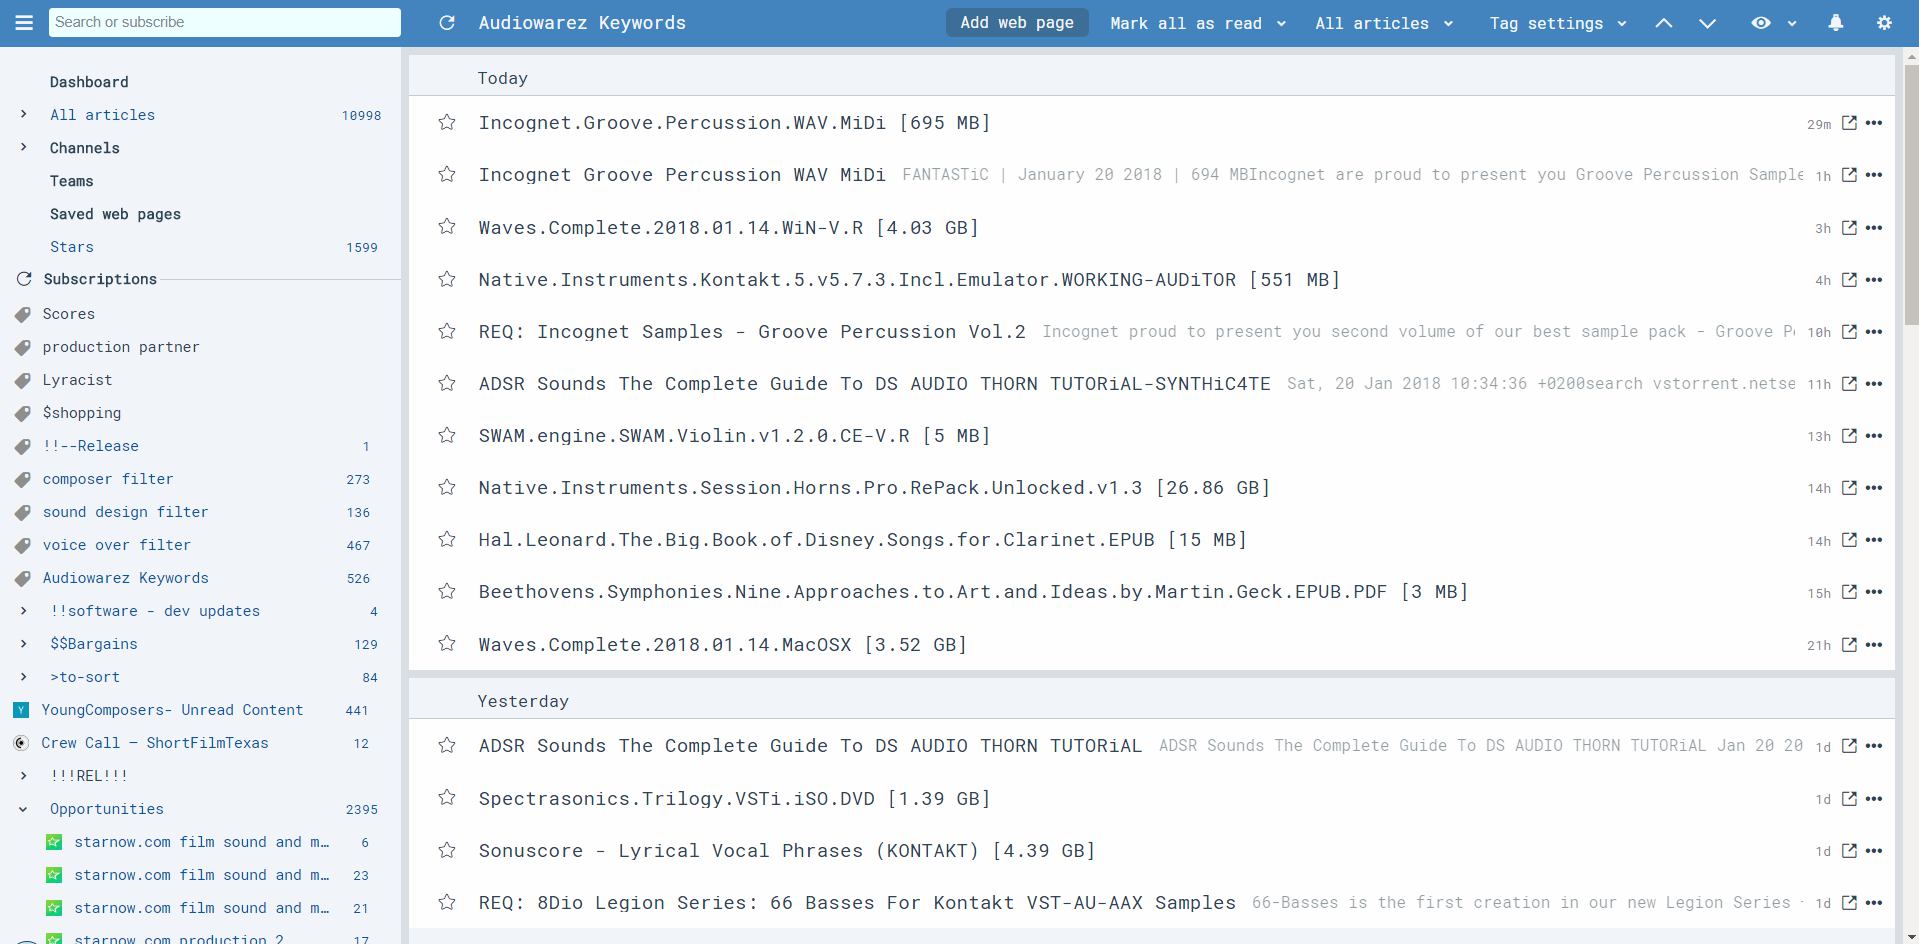 Search or subscribe
Audiowarez Keywords
Add web page
Mark all as read
All articles
Tag settings
Dashboard
All articles 10998
Channels
Teams
Saved web pages
Stars 1599
Subscriptions
Scores
production partner
Lyracist
$shopping
!!--Release 1
composer filter 273
sound design filter 136
voice over filter 467
Audiowarez Keywords 526
!!software - dev updates 4
$$Bargains 129
>to-sort 84
YoungComposers- Unread Content 441
Crew Call – ShortFilmTexas 12
!!!REL!!!
Opportunities 2395
starnow.com film sound and m… 6
starnow.com film sound and m… 23
starnow.com film sound and m… 21
starnow.com production 2 17
Today
Incognet.Groove.Percussion.WAV.MiDi [695 MB] 29m
Incognet Groove Percussion WAV MiDi FANTASTiC | January 20 2018 | 694 MBIncognet are proud to present you Groove Percussion Sample 1h
Waves.Complete.2018.01.14.WiN-V.R [4.03 GB] 3h
Native.Instruments.Kontakt.5.v5.7.3.Incl.Emulator.WORKING-AUDiTOR [551 MB] 4h
REQ: Incognet Samples - Groove Percussion Vol.2 Incognet proud to present you second volume of our best sample pack - Groove 10h
ADSR Sounds The Complete Guide To DS AUDIO THORN TUTORiAL-SYNTHiC4TE Sat, 20 Jan 2018 10:34:36 +0200search vstorrent.netse 11h
SWAM.engine.SWAM.Violin.v1.2.0.CE-V.R [5 MB] 13h
Native.Instruments.Session.Horns.Pro.RePack.Unlocked.v1.3 [26.86 GB] 14h
Hal.Leonard.The.Big.Book.of.Disney.Songs.for.Clarinet.EPUB [15 MB] 14h
Beethovens.Symphonies.Nine.Approaches.to.Art.and.Ideas.by.Martin.Geck.EPUB.PDF [3 MB] 15h
Waves.Complete.2018.01.14.MacOSX [3.52 GB] 21h
Yesterday
ADSR Sounds The Complete Guide To DS AUDIO THORN TUTORiAL ADSR Sounds The Complete Guide To DS AUDIO THORN TUTORiAL Jan 20 20 1d
Spectrasonics.Trilogy.VSTi.iSO.DVD [1.39 GB] 1d
Sonuscore - Lyrical Vocal Phrases (KONTAKT) [4.39 GB] 1d
REQ: 8Dio Legion Series: 66 Basses For Kontakt VST-AU-AAX Samples 66-Basses is the first creation in our new Legion Series 1d